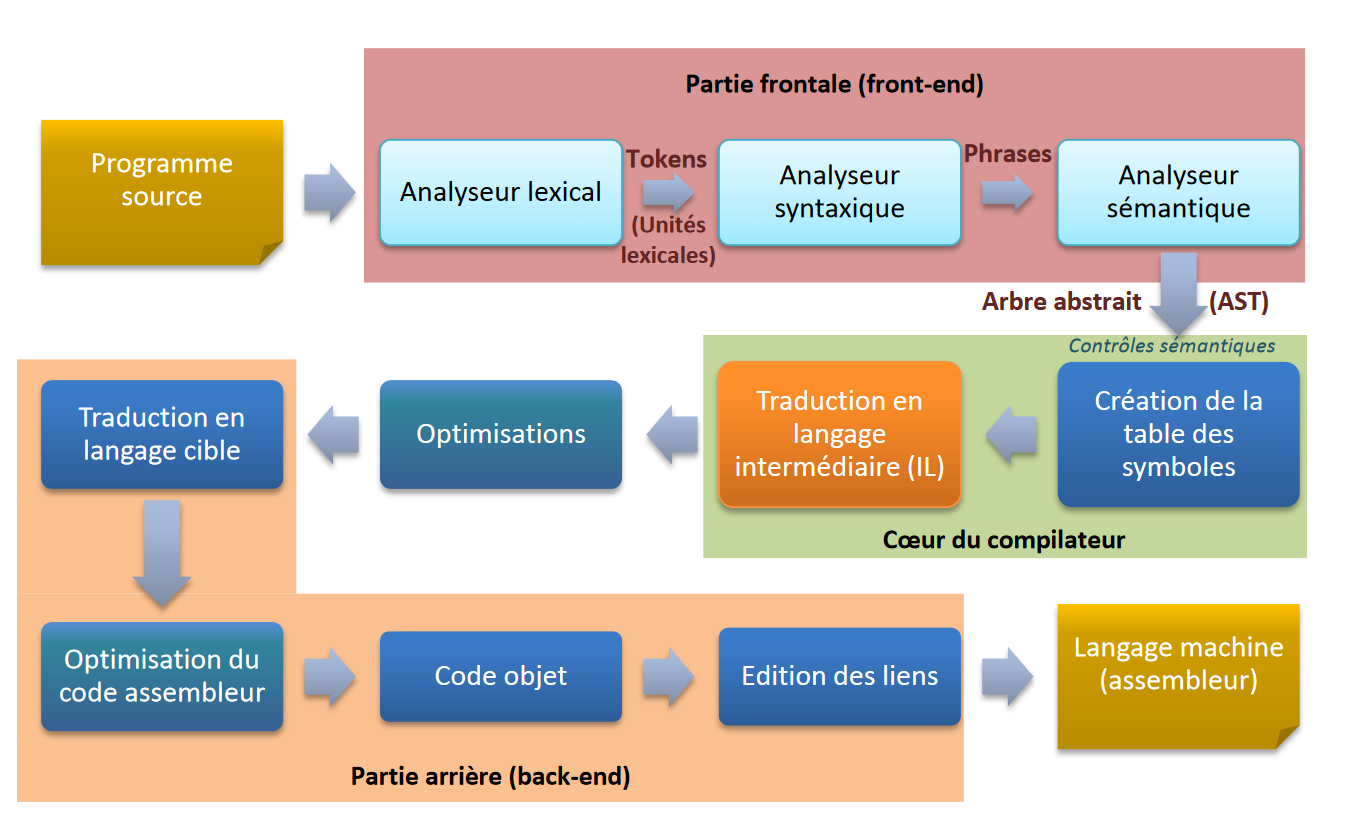 Partie frontale (front-end)
Programme
source
Analyseur lexical
Tokens
(Unités
lexicales)
Analyseur
syntaxique
Phrases
Analyseur
sémantique
Arbre abstrait
(AST)
Contrôles sémantiques
Création de la
table des
symboles
Traduction en
langage
intermédiaire (IL)
Cœur du compilateur
Optimisations
Traduction en
langage cible
Optimisation du
code assembleur
Code objet
Edition des liens
Partie arrière (back-end)
Langage machine
(assembleur)